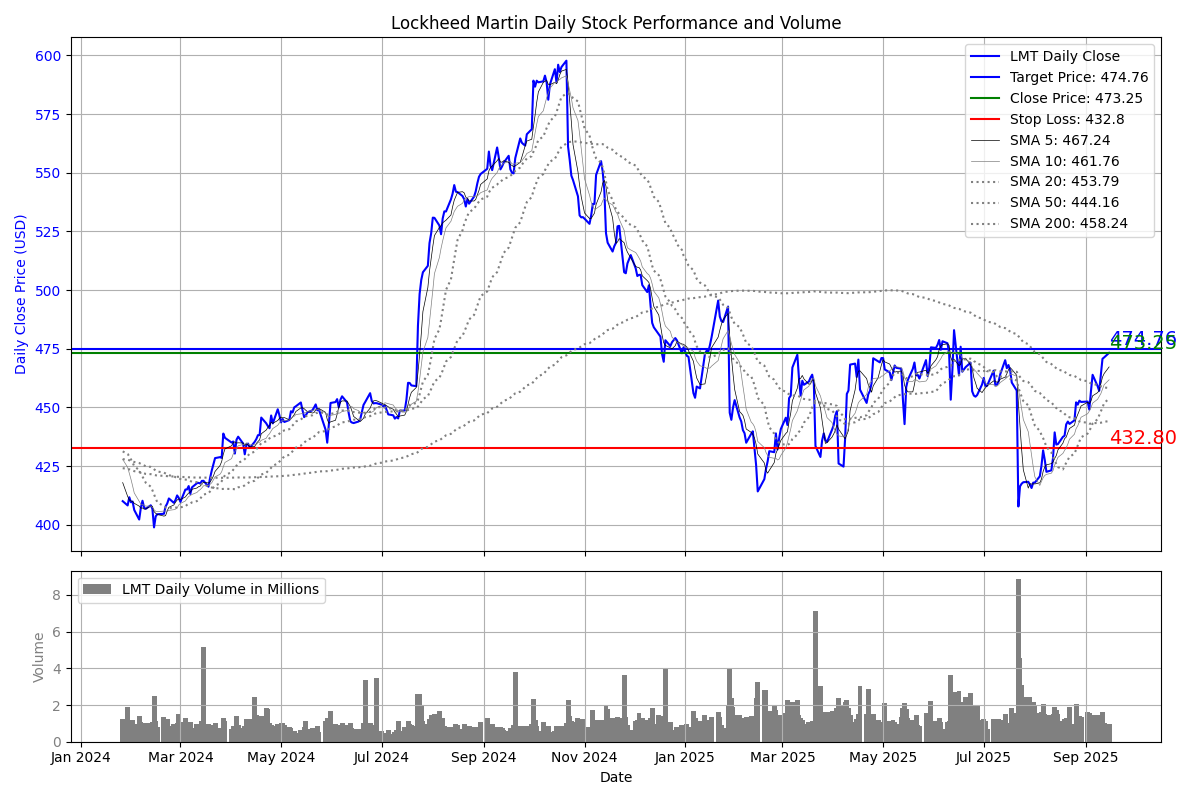 Lockheed Martin Daily Stock Performance and Volume
Daily Close Price (USD)
600
575
550
525
500
475
450
425
400
LMT Daily Close
Target Price: 474.76
Close Price: 473.25
Stop Loss: 432.8
SMA 5: 467.24
SMA 10: 461.76
SMA 20: 453.79
SMA 50: 444.16
SMA 200: 458.24
474.76
473.25
432.80
Volume
8
6
4
2
0
LMT Daily Volume in Millions
Jan 2024 Mar 2024 May 2024 Jul 2024 Sep 2024 Nov 2024 Jan 2025 Mar 2025 May 2025 Jul 2025 Sep 2025
Date